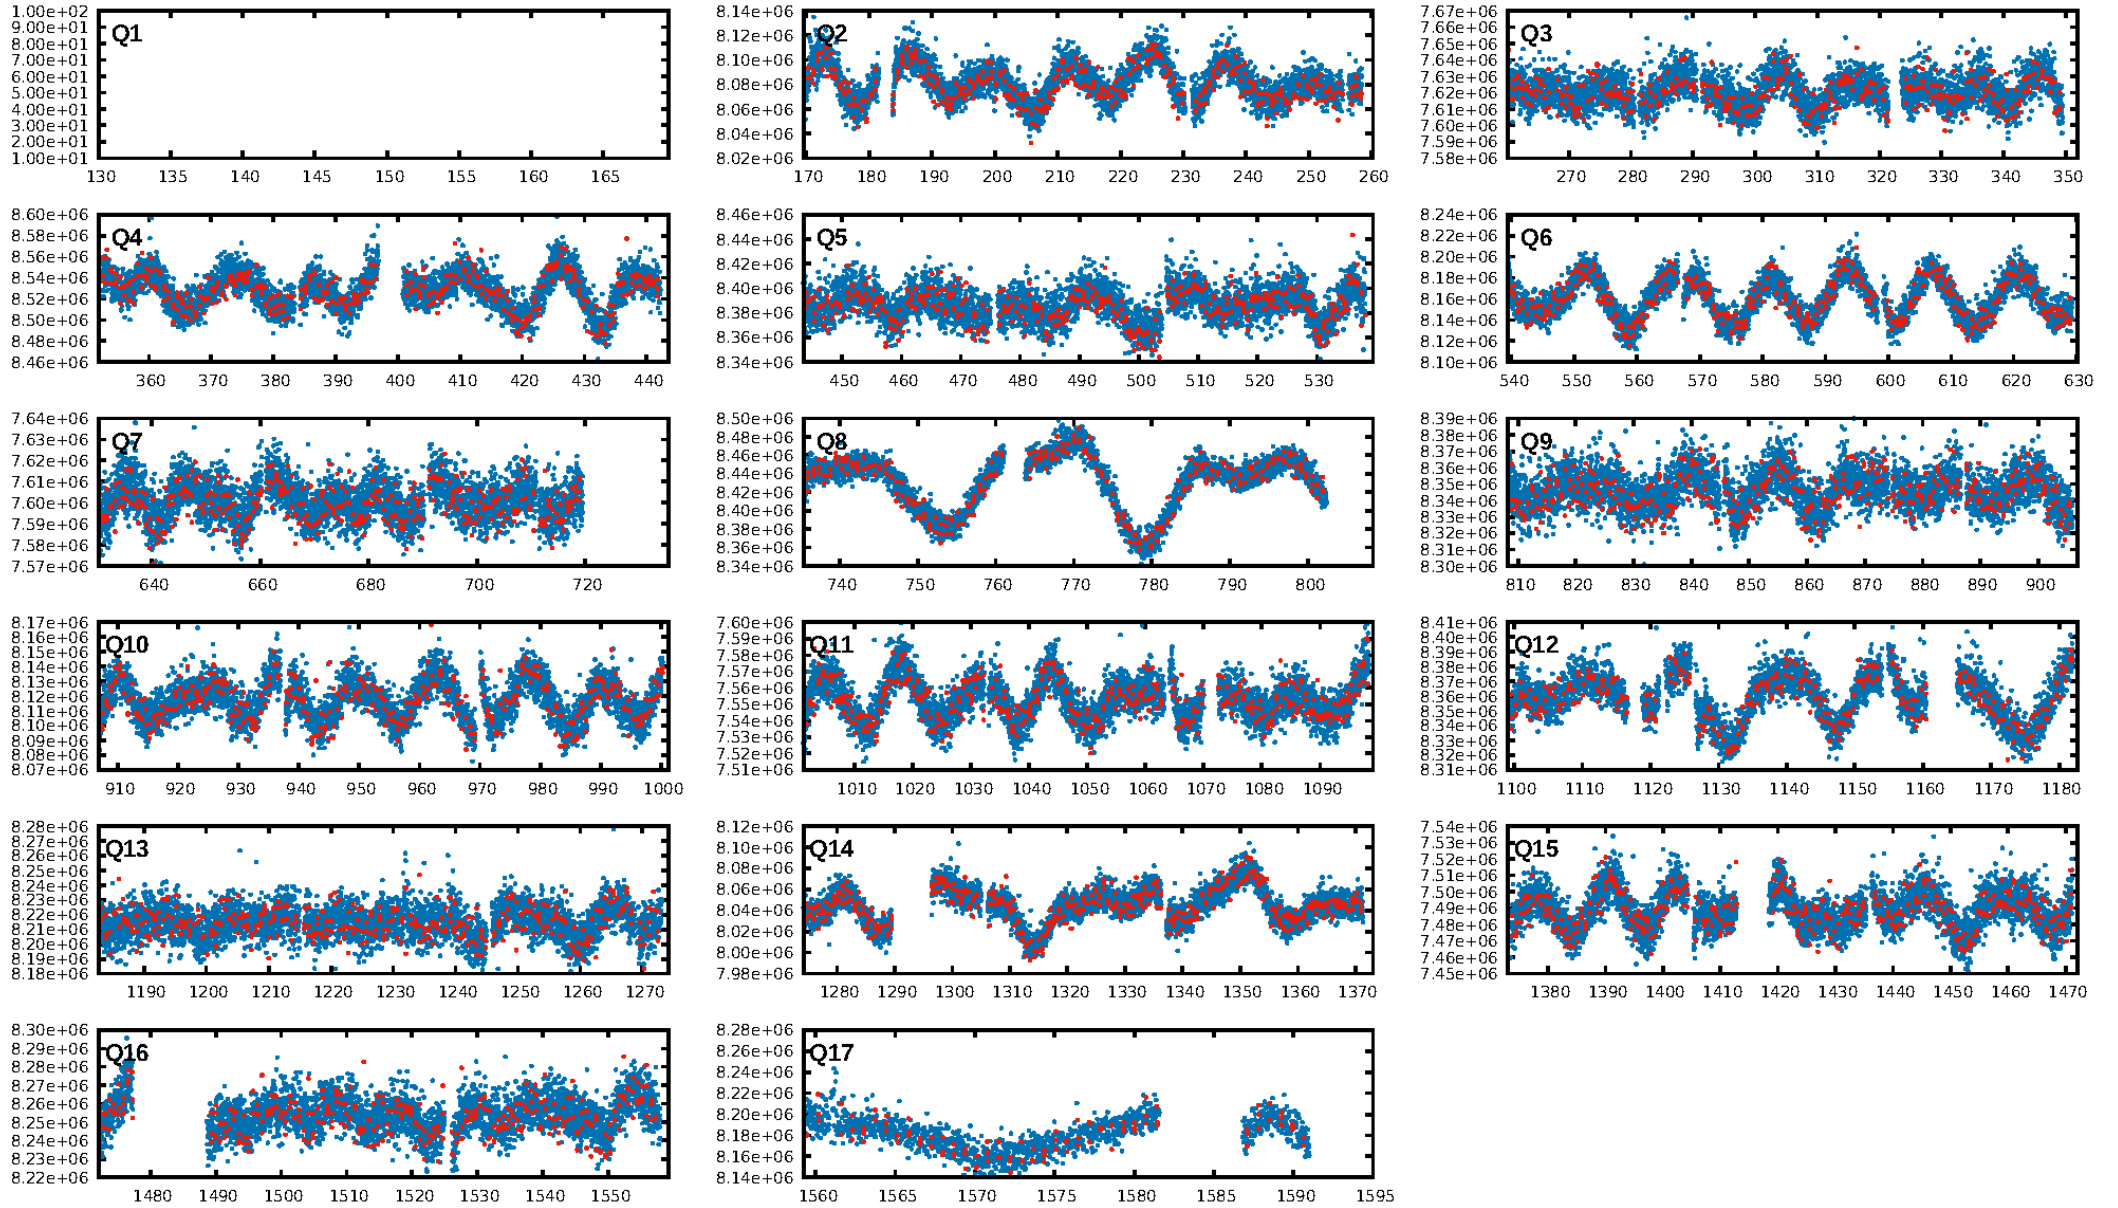 Q1
1.00e+02
9.00e+01
8.00e+01
7.00e+01
6.00e+01
5.00e+01
4.00e+01
3.00e+01
2.00e+01
1.00e+01
130 135 140 145 150 155 160 165
Q2
8.14e+06
8.12e+06
8.10e+06
8.08e+06
8.06e+06
8.04e+06
8.02e+06
170 180 190 200 210 220 230 240 250 260
Q3
7.67e+06
7.65e+06
7.64e+06
7.63e+06
7.62e+06
7.60e+06
7.59e+06
7.58e+06
270 280 290 300 310 320 330 340 350
Q4
8.60e+06
8.58e+06
8.56e+06
8.54e+06
8.52e+06
8.50e+06
8.48e+06
8.46e+06
360 370 380 390 400 410 420 430 440
Q5
8.46e+06
8.44e+06
8.42e+06
8.40e+06
8.38e+06
8.36e+06
8.34e+06
450 460 470 480 490 500 510 520 530
Q6
8.24e+06
8.22e+06
8.20e+06
8.18e+06
8.16e+06
8.14e+06
8.12e+06
8.10e+06
540 550 560 570 580 590 600 610 620 630
Q7
7.64e+06
7.63e+06
7.62e+06
7.61e+06
7.60e+06
7.59e+06
7.58e+06
7.57e+06
640 660 680 700 720
Q8
8.50e+06
8.48e+06
8.46e+06
8.44e+06
8.42e+06
8.40e+06
8.38e+06
8.36e+06
8.34e+06
740 750 760 770 780 790 800
Q9
8.39e+06
8.38e+06
8.37e+06
8.36e+06
8.35e+06
8.34e+06
8.33e+06
8.32e+06
8.31e+06
8.30e+06
810 820 830 840 850 860 870 880 890 900
Q10
8.17e+06
8.16e+06
8.15e+06
8.14e+06
8.13e+06
8.12e+06
8.11e+06
8.10e+06
8.09e+06
8.08e+06
8.07e+06
910 920 930 940 950 960 970 980 990 1000
Q11
7.60e+06
7.59e+06
7.58e+06
7.57e+06
7.56e+06
7.55e+06
7.54e+06
7.53e+06
7.52e+06
7.51e+06
1010 1020 1030 1040 1050 1060 1070 1080 1090
Q12
8.41e+06
8.40e+06
8.39e+06
8.38e+06
8.37e+06
8.36e+06
8.35e+06
8.34e+06
8.33e+06
8.32e+06
8.31e+06
1100 1110 1120 1130 1140 1150 1160 1170 1180
Q13
8.28e+06
8.27e+06
8.26e+06
8.25e+06
8.24e+06
8.23e+06
8.22e+06
8.21e+06
8.20e+06
8.19e+06
8.18e+06
1190 1200 1210 1220 1230 1240 1250 1260 1270
Q14
8.12e+06
8.10e+06
8.08e+06
8.06e+06
8.04e+06
8.02e+06
8.00e+06
7.98e+06
1280 1290 1300 1310 1320 1330 1340 1350 1360 1370
Q15
7.54e+06
7.53e+06
7.52e+06
7.51e+06
7.50e+06
7.49e+06
7.48e+06
7.47e+06
7.46e+06
7.45e+06
1380 1390 1400 1410 1420 1430 1440 1450 1460 1470
Q16
8.30e+06
8.29e+06
8.28e+06
8.27e+06
8.26e+06
8.25e+06
8.24e+06
8.23e+06
8.22e+06
1480 1490 1500 1510 1520 1530 1540 1550
Q17
8.28e+06
8.26e+06
8.24e+06
8.22e+06
8.20e+06
8.18e+06
8.16e+06
8.14e+06
1560 1565 1570 1575 1580 1585 1590 1595